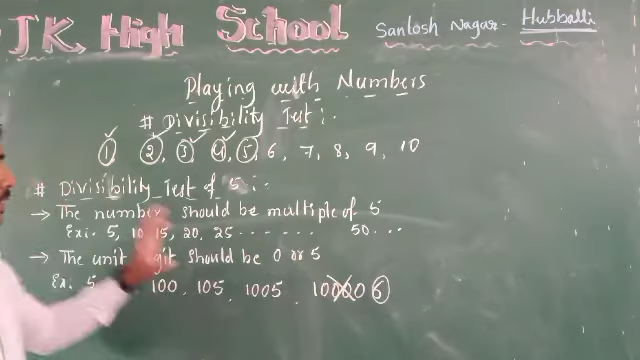 JK High School Santosh Nagar- Hubballi
Playing with Numbers
# Divisibility Test :-
1, 2, 3, 4, 5, 6, 7, 8, 9, 10
# Divisibility Test of 5 :-
→ The number should be multiple of 5
Ex:- 5, 10, 15, 20, 25 ------ 50...
→ The unit digit should be 0 or 5
Ex. 5 100, 105, 1005,